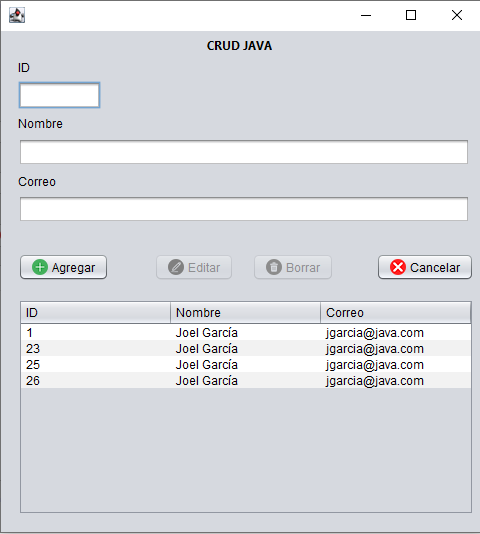 CRUD JAVA
ID
Nombre
Correo
Agregar Editar Borrar Cancelar
ID Nombre Correo
1 Joel García jgarcia@java.com
23 Joel García jgarcia@java.com
25 Joel García jgarcia@java.com
26 Joel García jgarcia@java.com